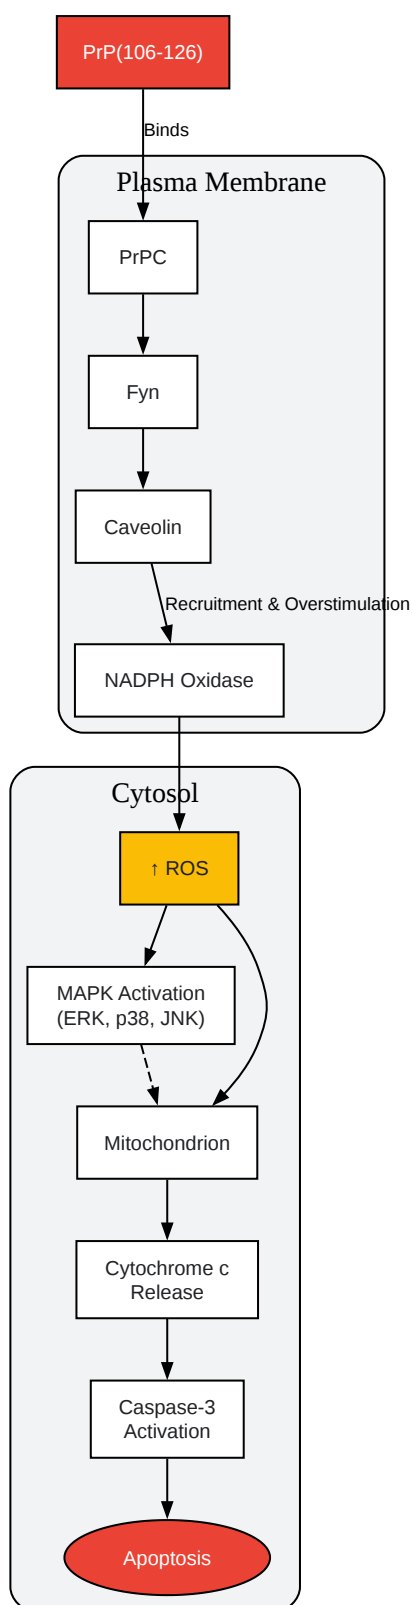 PrP(106-126)
Binds
Plasma Membrane
PrPC
Fyn
Caveolin
Recruitment & Overstimulation
NADPH Oxidase
Cytosol
↑ ROS
MAPK Activation
(ERK, p38, JNK)
Mitochondrion
Cytochrome c
Release
Caspase-3
Activation
Apoptosis